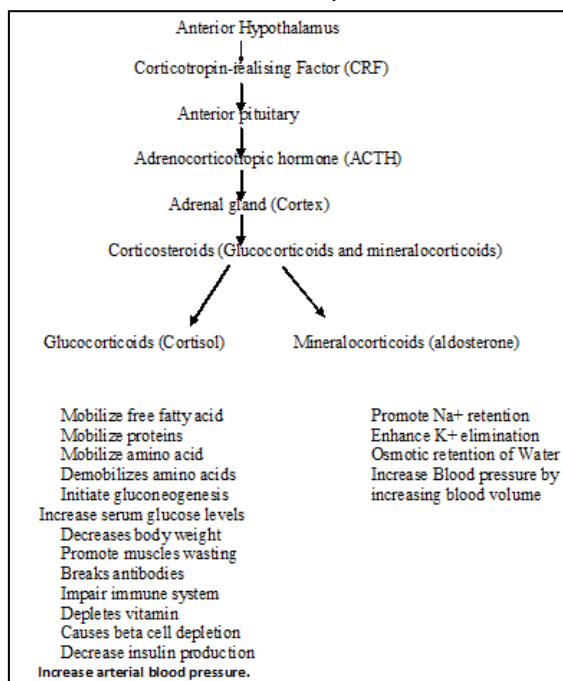 Anterior Hypothalamus
Corticotropin-realising Factor (CRF)
Anterior pituitary
Adrenocorticotropic hormone (ACTH)
Adrenal gland (Cortex)
Corticosteroids (Glucocorticoids and mineralocorticoids)
Glucocorticoids (Cortisol)
Mobilize free fatty acid
Mobilize proteins
Mobilize amino acid
Demobilizes amino acids
Initiate gluconeogenesis
Increase serum glucose levels
Decreases body weight
Promote muscles wasting
Breaks antibodies
Impair immune system
Depletes vitamin
Causes beta cell depletion
Decrease insulin production
Increase arterial blood pressure.
Mineralocorticoids (aldosterone)
Promote Na+ retention
Enhance K+ elimination
Osmotic retention of Water
Increase Blood pressure by
increasing blood volume